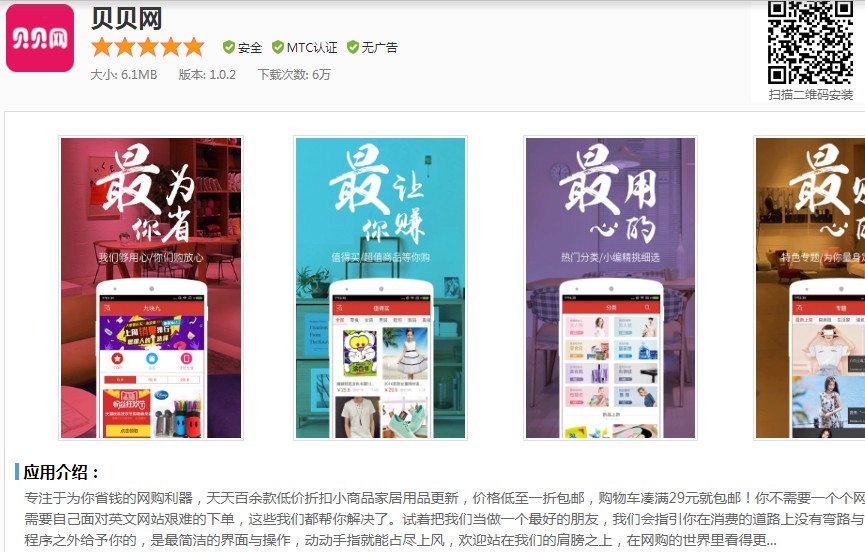 贝贝网
贝贝网
安全 MTC认证 无广告
大小: 6.1MB 版本: 1.0.2 下载次数: 6万
扫描二维码安装
最为
你省
我们够用心/你们购放心
九块九
最让
你赚
值得买/超值商品等你购
值得买
最用
心的
热门分类/小编精挑细选
分类
最
心的
特色专题/为你量身
专题
应用介绍：
专注于为你省钱的网购利器，天天百余款低价折扣小商品家居用品更新，价格低至一折包邮，购物车凑满29元就包邮！你不需要一个个网
需要自己面对英文网站艰难的下单，这些我们都帮你解决了。试着把我们当做一个最好的朋友，我们会指引你在消费的道路上没有弯路与
程序之外给予你的，是最简洁的界面与操作，动动手指就能占尽上风，欢迎站在我们的肩膀之上，在网购的世界里看得更...